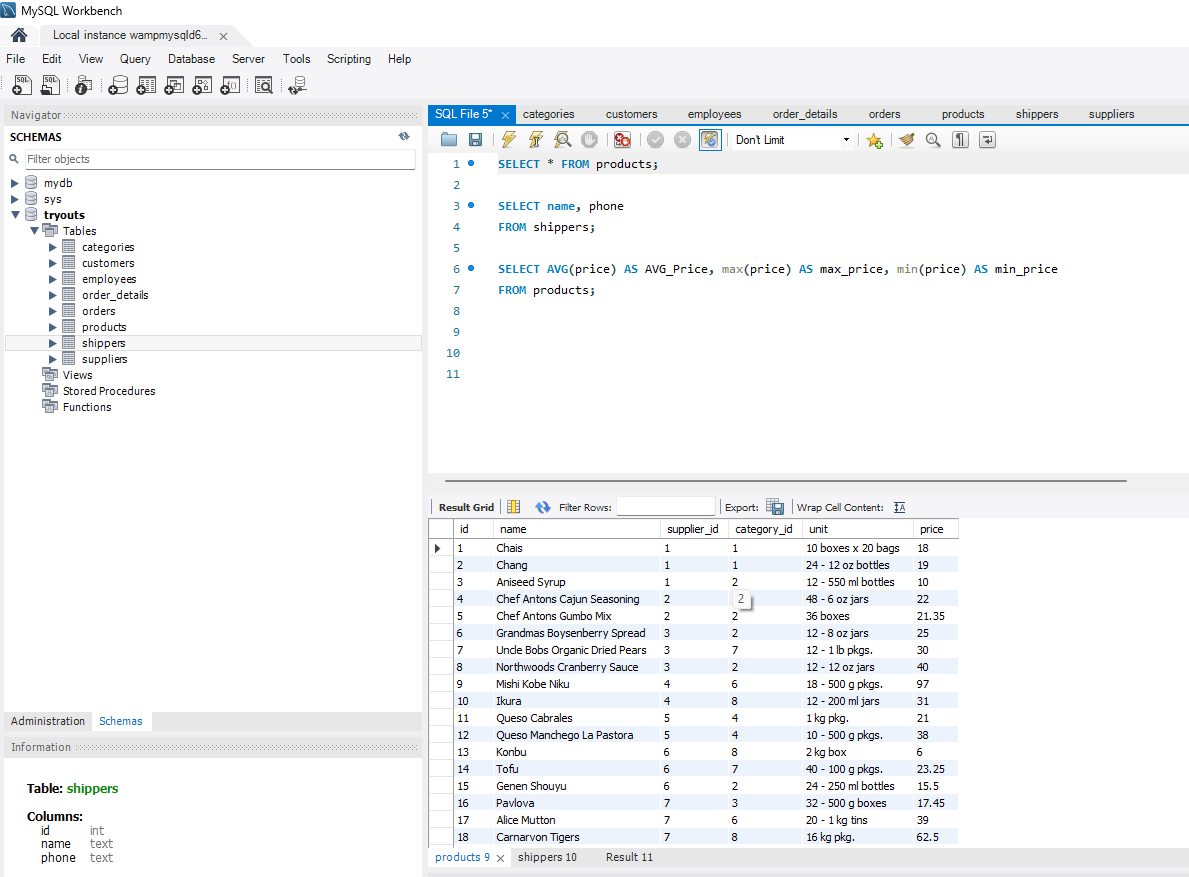 MySQL Workbench
Local instance wampmysqld6...
File Edit View Query Database Server Tools Scripting Help
Navigator
SCHEMAS
Filter objects
mydb
sys
tryouts
Tables
categories
customers
employees
order_details
orders
products
shippers
suppliers
Views
Stored Procedures
Functions
Administration Schemas
Information
Table: shippers
Columns:
id int
name text
phone text
SQL File 5* categories customers employees order_details orders products shippers suppliers
Don't Limit
1 SELECT * FROM products;
2
3 SELECT name, phone
4 FROM shippers;
5
6 SELECT AVG(price) AS AVG_Price, max(price) AS max_price, min(price) AS min_price
7 FROM products;
8
9
10
11
Result Grid Filter Rows: Export: Wrap Cell Content:
id name supplier_id category_id unit price
1 Chais 1 1 10 boxes x 20 bags 18
2 Chang 1 1 24 - 12 oz bottles 19
3 Aniseed Syrup 1 2 12 - 550 ml bottles 10
4 Chef Antons Cajun Seasoning 2 2 48 - 6 oz jars 22
5 Chef Antons Gumbo Mix 2 2 36 boxes 21.35
6 Grandmas Boysenberry Spread 3 2 12 - 8 oz jars 25
7 Uncle Bobs Organic Dried Pears 3 7 12 - 1 lb pkgs. 30
8 Northwoods Cranberry Sauce 3 2 12 - 12 oz jars 40
9 Mishi Kobe Niku 4 6 18 - 500 g pkgs. 97
10 Ikura 4 8 12 - 200 ml jars 31
11 Queso Cabrales 5 4 1 kg pkg. 21
12 Queso Manchego La Pastora 5 4 10 - 500 g pkgs. 38
13 Konbu 6 8 2 kg box 6
14 Tofu 6 7 40 - 100 g pkgs. 23.25
15 Genen Shouyu 6 2 24 - 250 ml bottles 15.5
16 Pavlova 7 3 32 - 500 g boxes 17.45
17 Alice Mutton 7 6 20 - 1 kg tins 39
18 Carnarvon Tigers 7 8 16 kg pkg. 62.5
products 9 shippers 10 Result 11